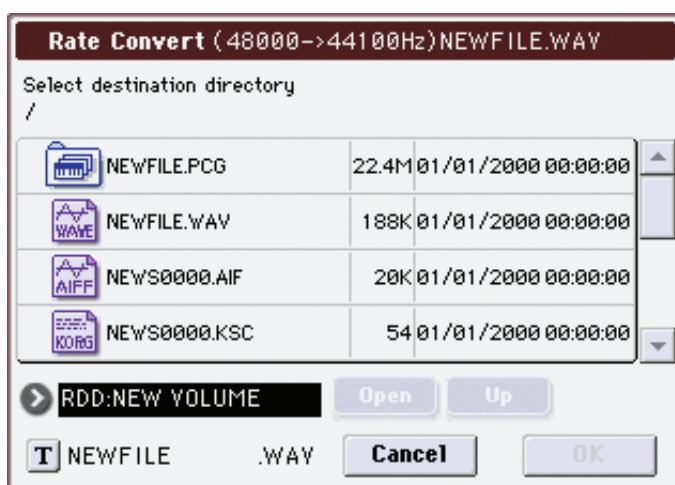 Rate Convert (48000->44100Hz)NEWFILE.WAV
Select destination directory
/
NEWFILE.PCG 22.4M 01/01/2000 00:00:00
WAVE NEWFILE.WAV 188K 01/01/2000 00:00:00
AIFF NEWS0000.AIF 20K 01/01/2000 00:00:00
KORG NEWS0000.KSC 54 01/01/2000 00:00:00
RDD:NEW VOLUME Open Up
T NEWFILE .WAV Cancel OK